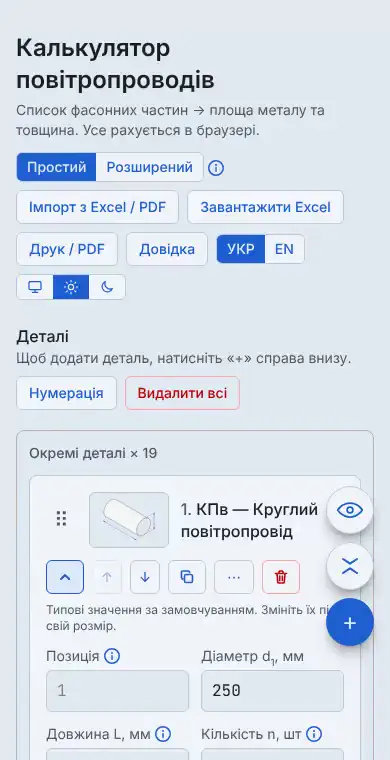 Калькулятор
повітропроводів
Список фасонних частин → площа металу та
товщина. Усе рахується в браузері.
Простий Розширений
Імпорт з Excel / PDF Завантажити Excel
Друк / PDF Довідка УКР EN
Деталі
Щоб додати деталь, натисніть «+» справа внизу.
Нумерація Видалити всі
Окремі деталі × 19
1. КПв — Круглий
повітропровід
Типові значення за замовчуванням. Змініть їх
свій розмір.
Позиція Діаметр d₁, мм
1 250
Довжина L, мм Кількість n, шт